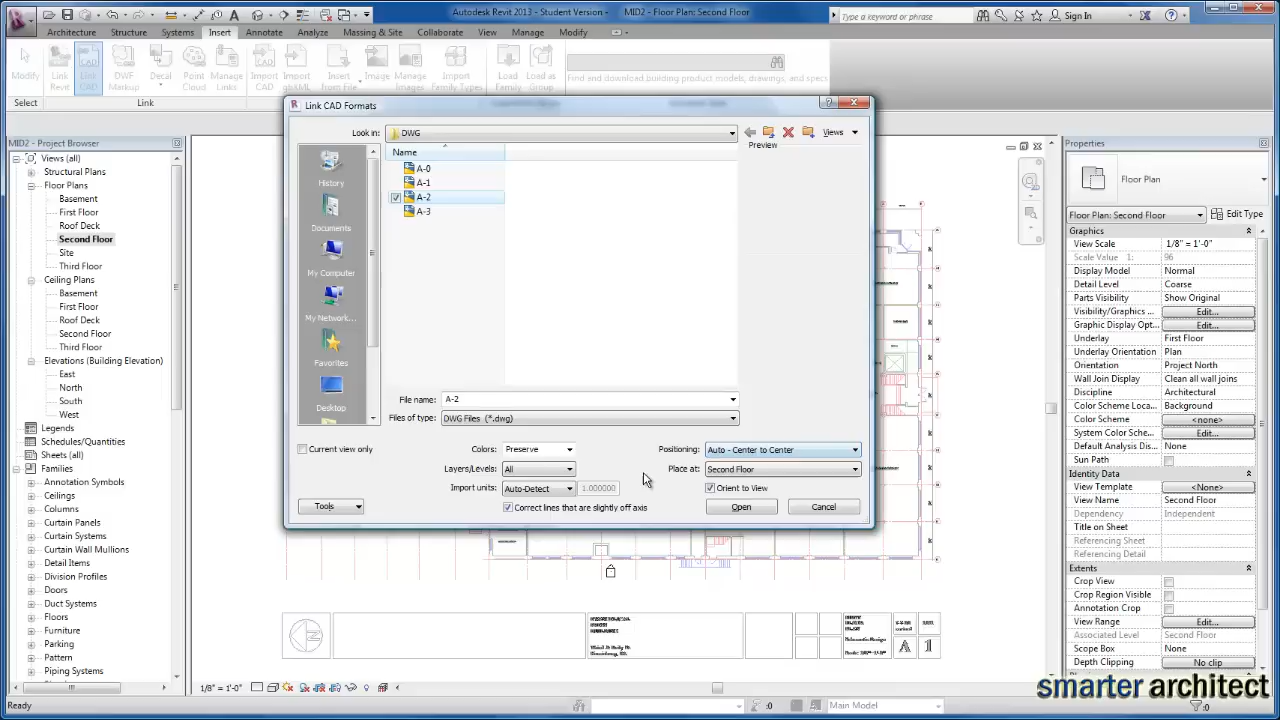 Autodesk Revit 2013 - Student Version - MID2 - Floor Plan: Second Floor
Type a keyword or phrase
Sign In
Architecture Structure Systems Insert Annotate Analyze Massing & Site Collaborate View Manage Modify
Modify
Link Revit
Link CAD
DWF Markup
Decal
Point Cloud
Manage Links
Import CAD
Import gbXML
Insert from File
Image
Manage Images
Import Family Types
Load Family
Load as Group
Find and download building product models, drawings, and specs
Select
Link
MID2 - Project Browser
Views (all)
Structural Plans
Floor Plans
Basement
First Floor
Roof Deck
Second Floor
Site
Third Floor
Ceiling Plans
Basement
First Floor
Roof Deck
Second Floor
Third Floor
Elevations (Building Elevation)
East
North
South
West
Legends
Schedules/Quantities
Sheets (all)
Families
Annotation Symbols
Ceilings
Columns
Curtain Panels
Curtain Systems
Curtain Wall Mullions
Detail Items
Division Profiles
Doors
Duct Systems
Floors
Furniture
Parking
Pattern
Piping Systems
Link CAD Formats
Look in:
DWG
Views
Name
Preview
A-0
A-1
A-2
A-3
History
Documents
My Computer
My Network...
Favorites
Desktop
File name:
A-2
Files of type:
DWG Files (*.dwg)
Current view only
Colors:
Preserve
Positioning:
Auto - Center to Center
Layers/Levels:
All
Place at:
Second Floor
Import units:
Auto-Detect
1.000000
Orient to View
Correct lines that are slightly off axis
Tools
Open
Cancel
Properties
Floor Plan
Floor Plan: Second Floor
Edit Type
Graphics
View Scale 1/8" = 1'-0"
Scale Value 1: 96
Display Model Normal
Detail Level Coarse
Parts Visibility Show Original
Visibility/Graphics ... Edit...
Graphic Display Opt... Edit...
Underlay First Floor
Underlay Orientation Plan
Orientation Project North
Wall Join Display Clean all wall joins
Discipline Architectural
Color Scheme Locat... Background
Color Scheme <none>
System Color Sche... Edit...
Default Analysis Dis... None
Sun Path
Identity Data
View Template <None>
View Name Second Floor
Dependency Independent
Title on Sheet
Referencing Sheet
Referencing Detail
Extents
Crop View
Crop Region Visible
Annotation Crop
View Range Edit...
Associated Level Second Floor
Scope Box None
Depth Clipping No clip
A 1
1/8" = 1'-0"
Ready
:0
Main Model
:0
smarter architect